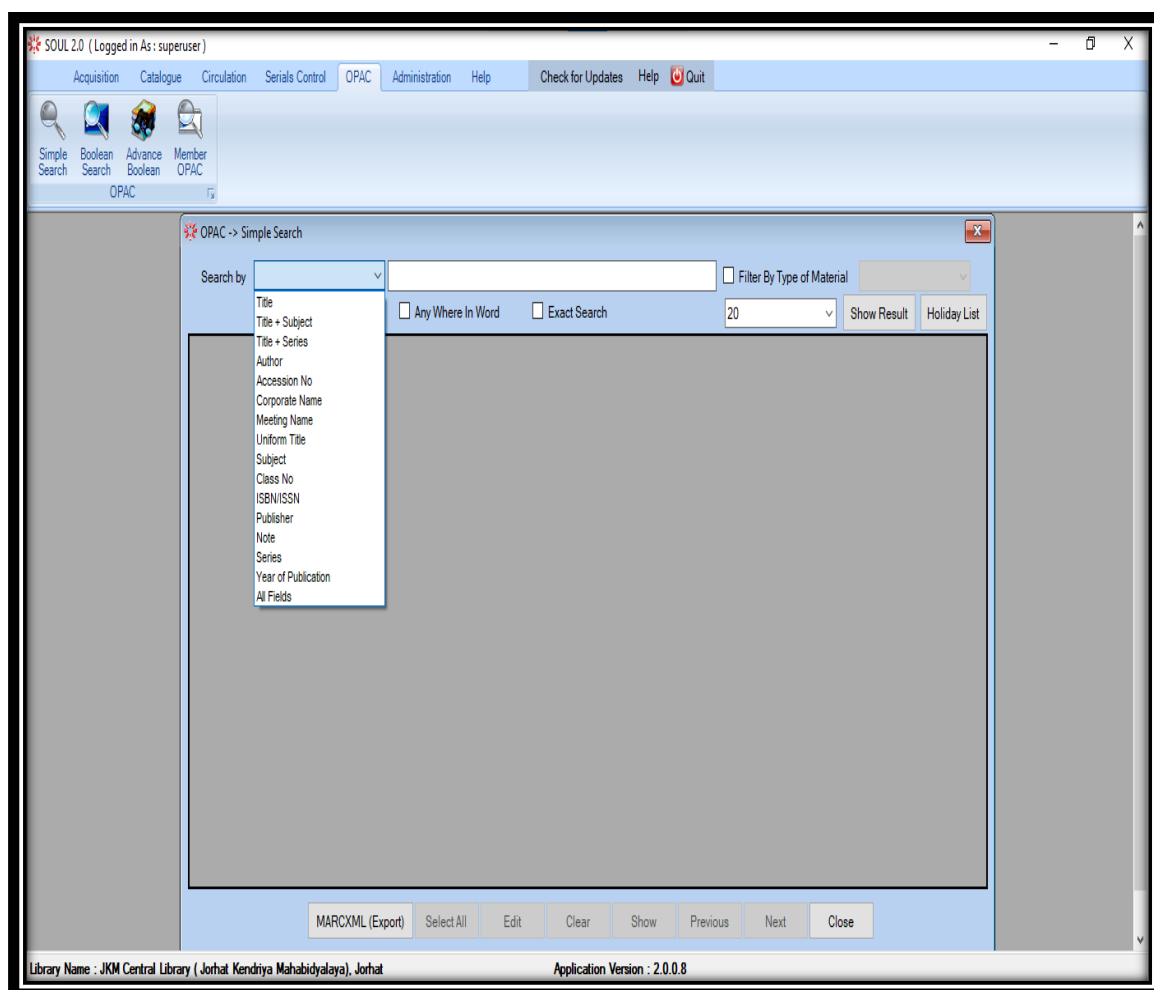 SOUL 2.0 ( Logged in As : superuser )
Acquisition Catalogue Circulation Serials Control OPAC Administration Help Check for Updates Help Quit
Simple Search Boolean Search Advance Boolean Member OPAC
OPAC
OPAC -> Simple Search
Search by Filter By Type of Material
Any Where In Word Exact Search 20 Show Result Holiday List
Title
Title + Subject
Title + Series
Author
Accession No
Corporate Name
Meeting Name
Uniform Title
Subject
Class No
ISBN/ISSN
Publisher
Note
Series
Year of Publication
All Fields
MARCXML (Export) Select All Edit Clear Show Previous Next Close
Library Name : JKM Central Library ( Jorhat Kendriya Mahabidyalaya), Jorhat Application Version : 2.0.0.8